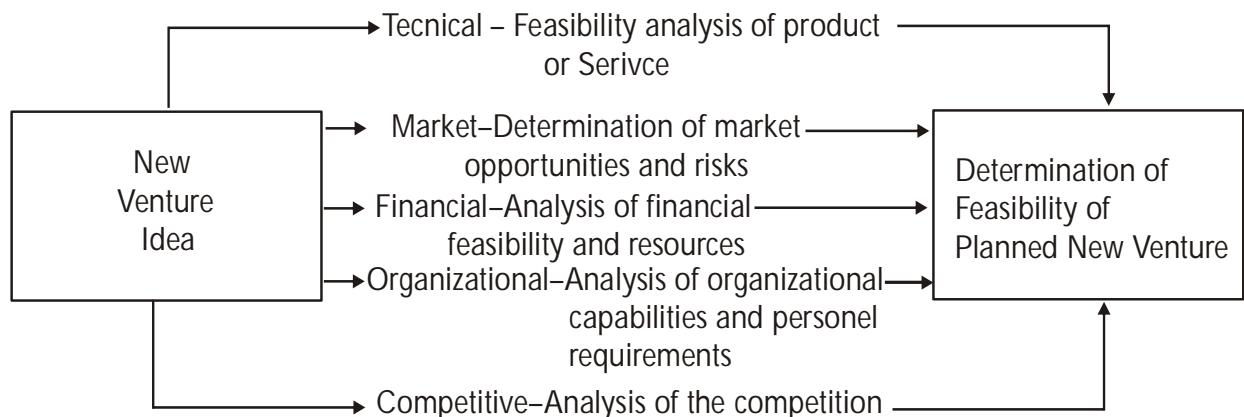 Tecnical – Feasibility analysis of product
or Serivce
New
Venture
Idea
Market–Determination of market
opportunities and risks
Financial–Analysis of financial
feasibility and resources
Organizational–Analysis of organizational
capabilities and personel
requirements
Competitive–Analysis of the competition
Determination of
Feasibility of
Planned New Venture